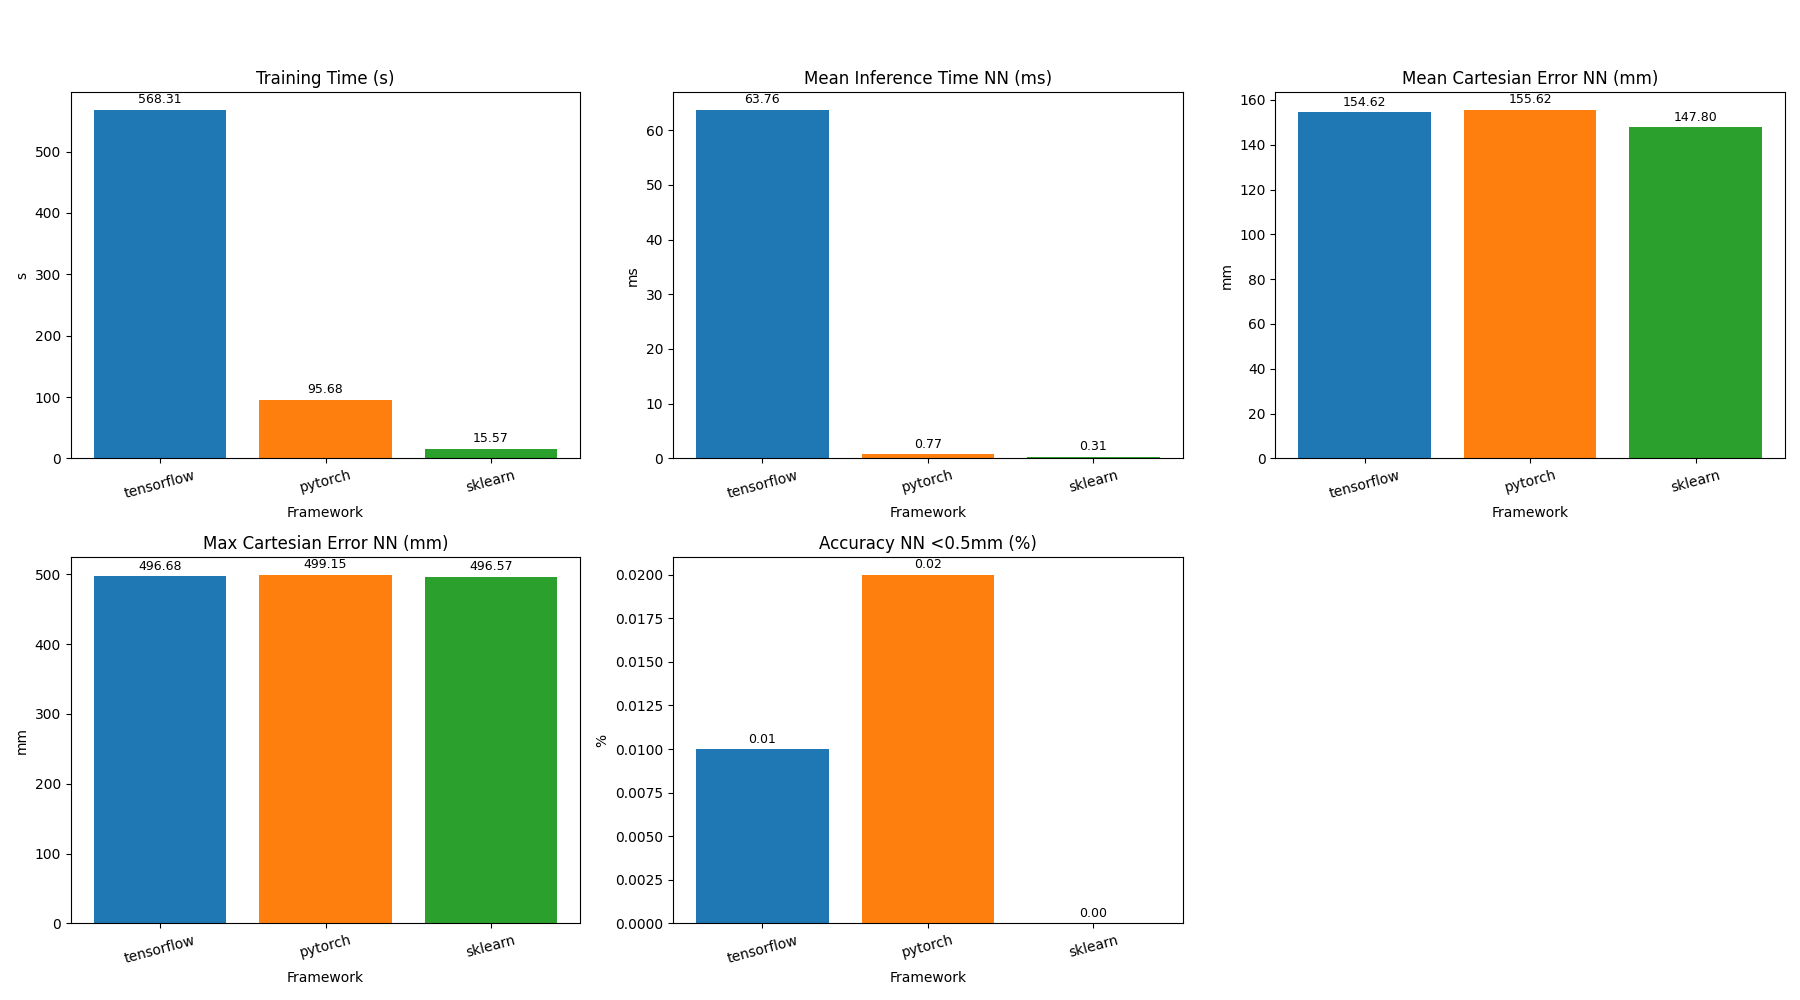 Training Time (s)
568.31
95.68
15.57
500
400
300
200
100
0
s
tensorflow
pytorch
sklearn
Framework
Mean Inference Time NN (ms)
63.76
0.77
0.31
60
50
40
30
20
10
0
ms
tensorflow
pytorch
sklearn
Framework
Mean Cartesian Error NN (mm)
154.62
155.62
147.80
160
140
120
100
80
60
40
20
0
mm
tensorflow
pytorch
sklearn
Framework
Max Cartesian Error NN (mm)
496.68
499.15
496.57
500
400
300
200
100
0
mm
tensorflow
pytorch
sklearn
Framework
Accuracy NN <0.5mm (%)
0.01
0.02
0.00
0.0200
0.0175
0.0150
0.0125
0.0100
0.0075
0.0050
0.0025
0.0000
%
tensorflow
pytorch
sklearn
Framework